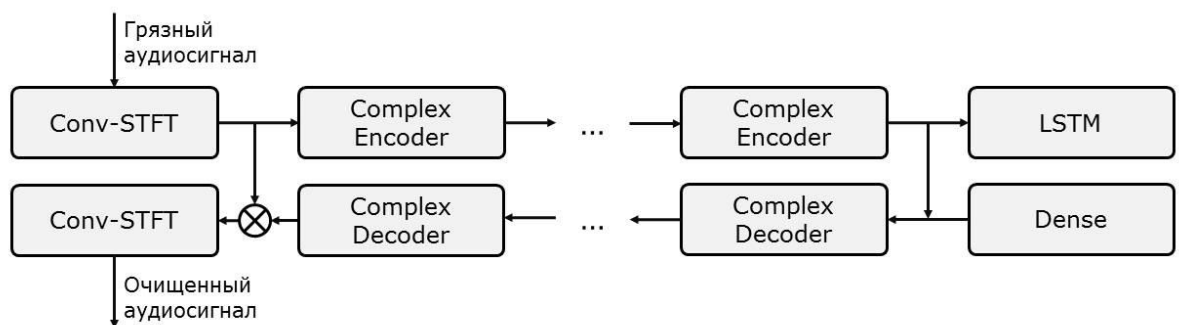 Грязный
аудиосигнал
Conv-STFT
Complex
Encoder
...
Complex
Encoder
LSTM
Conv-STFT
Complex
Decoder
...
Complex
Decoder
Dense
Очищенный
аудиосигнал